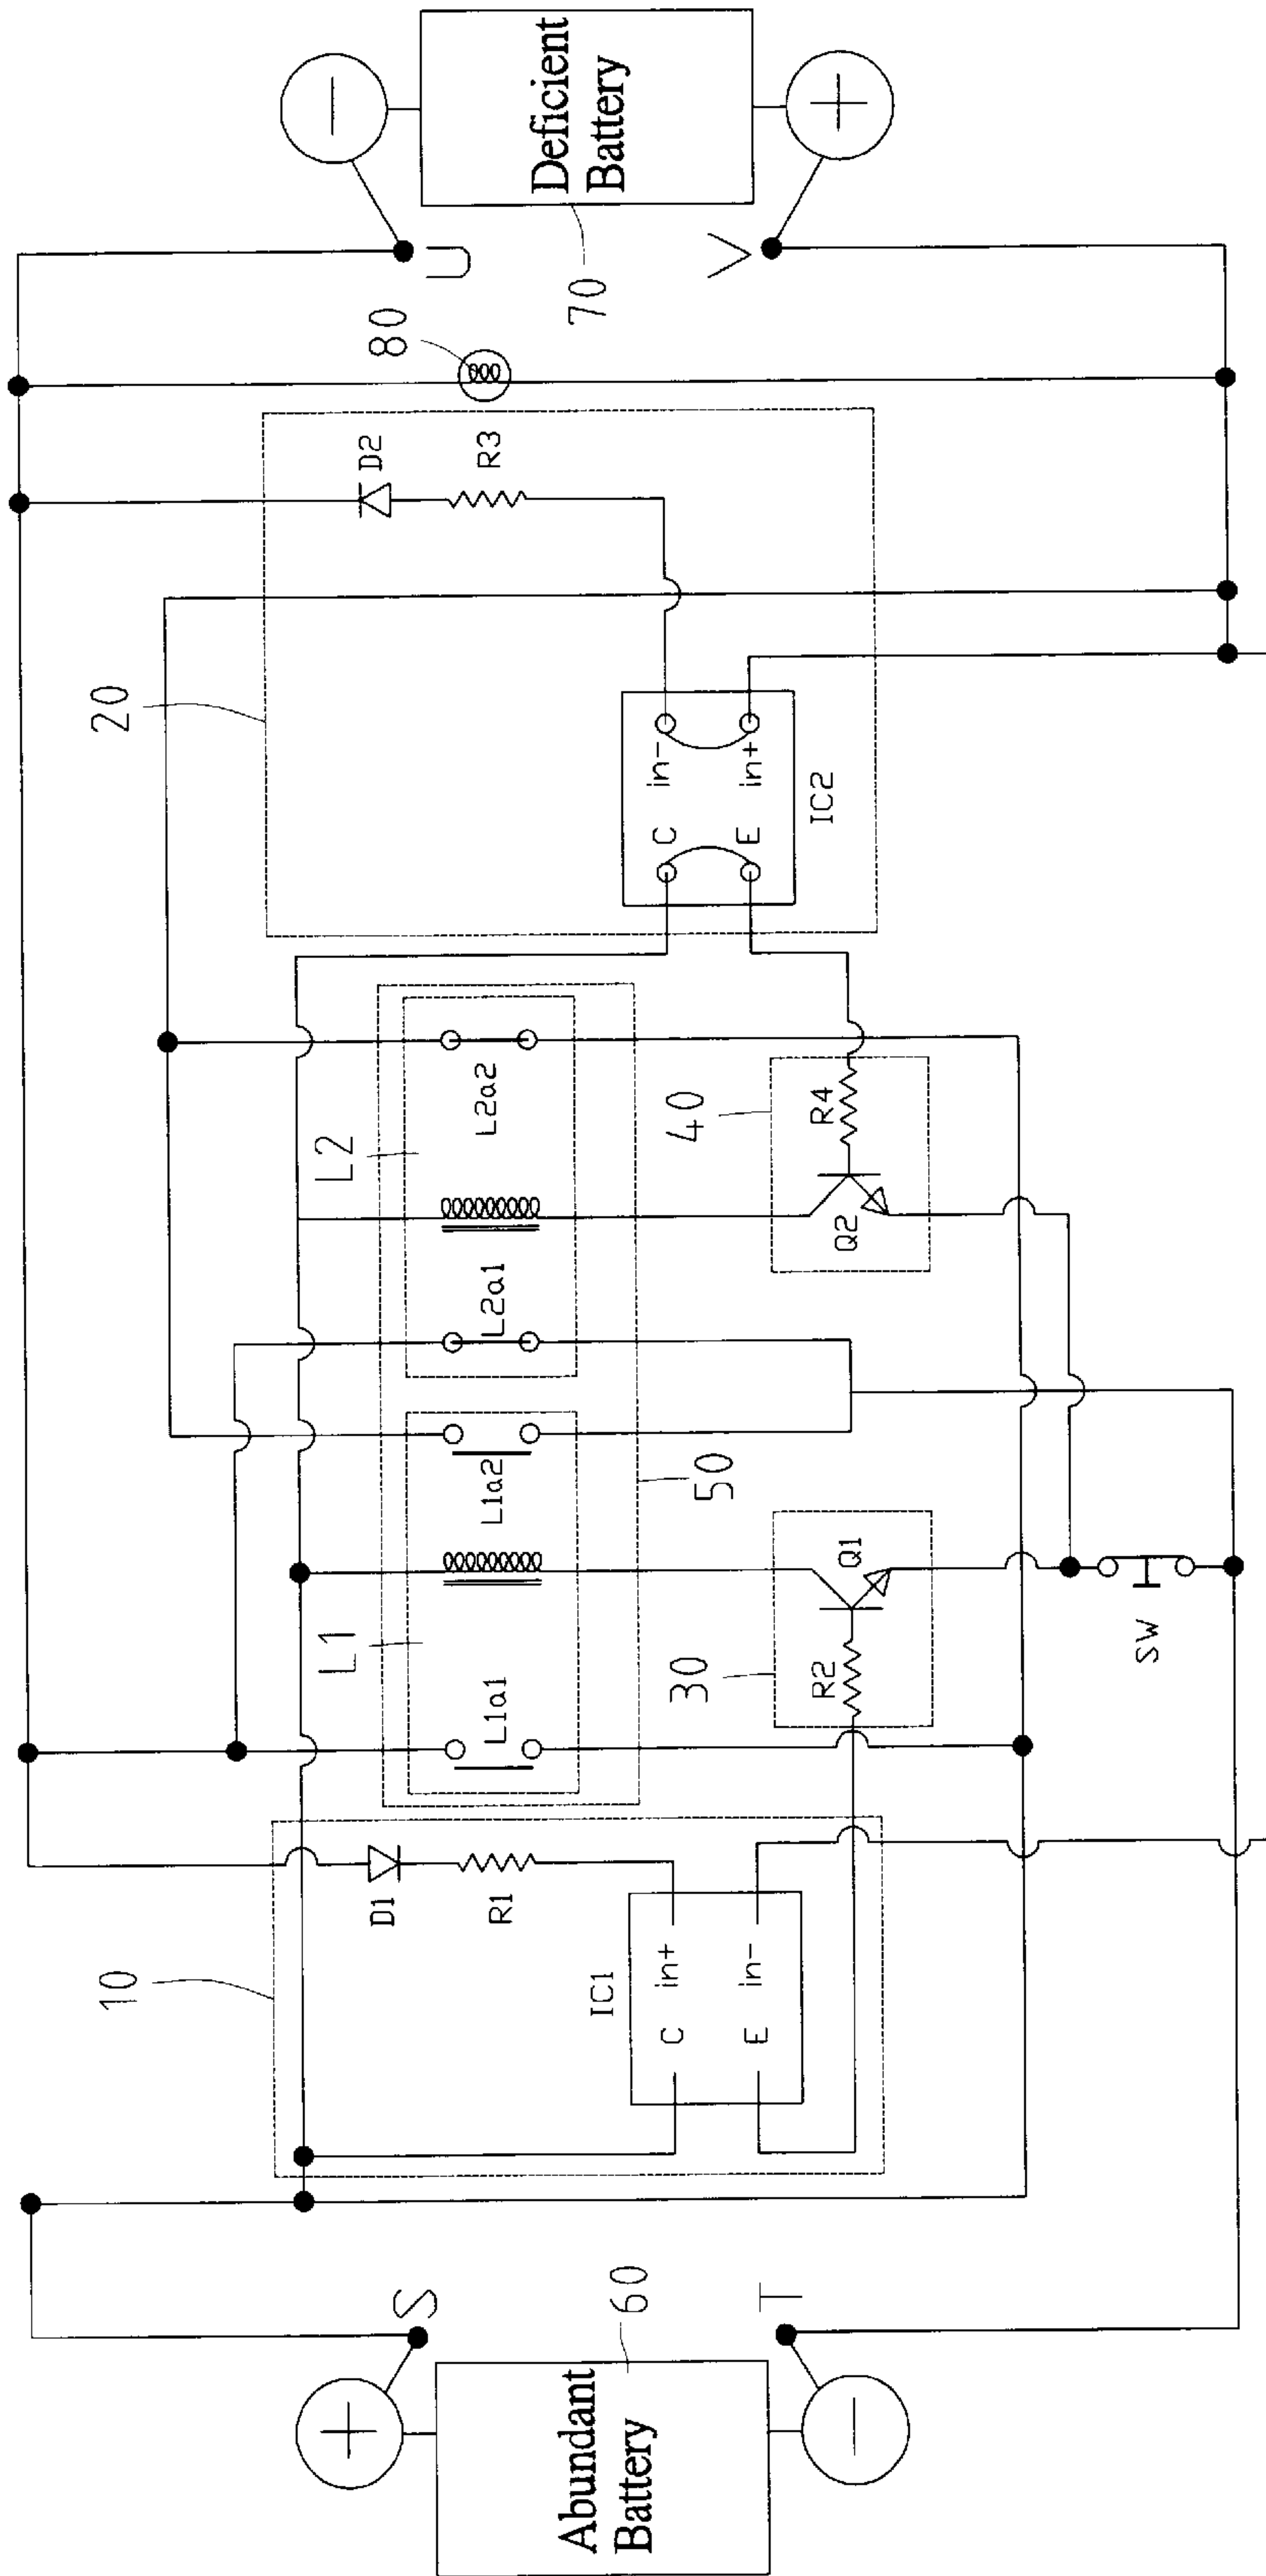 Abundant
Battery
60
S
T
10
D1
R1
IC1
C
in+
E
in-
L1
L1a1
L1a2
30
R2
Q1
SW
50
L2
L2a1
L2a2
40
R4
Q2
20
D2
R3
C
in-
E
in+
IC2
80
U
V
70
Deficient
Battery